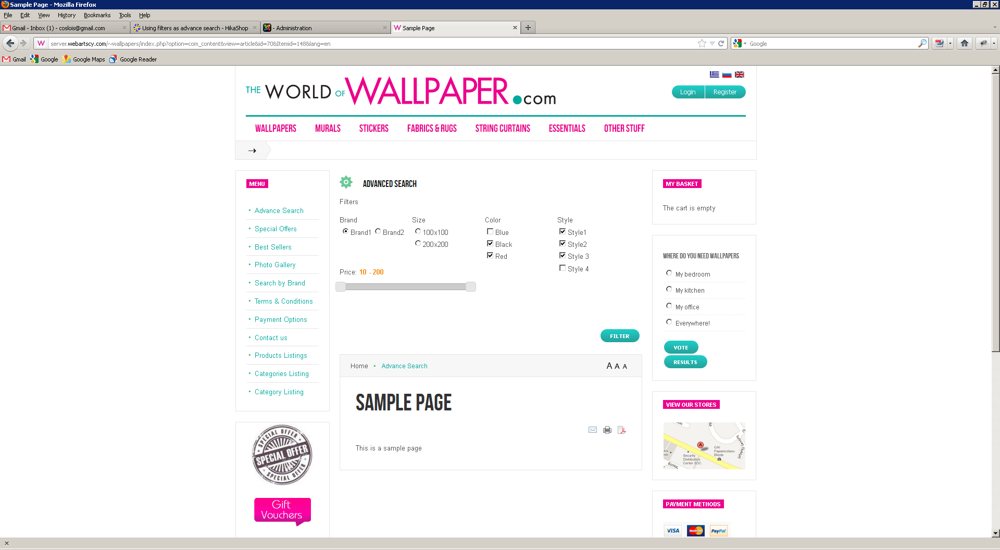 Sample Page - Mozilla Firefox
File Edit View History Bookmarks Tools Help
Gmail - Inbox (1) - coslois@gmail.com
Using filters as advance search - HikaShop
- Administration
Sample Page
server.webartscy.com/~wallpapers/index.php?option=com_content&view=article&id=70&Itemid=148&lang=en
Google
Gmail Google Google Maps Google Reader
THE WORLD OF WALLPAPER.com
Login Register
WALLPAPERS MURALS STICKERS FABRICS & RUGS STRING CURTAINS ESSENTIALS OTHER STUFF
MENU
Advance Search
Special Offers
Best Sellers
Photo Gallery
Search by Brand
Terms & Conditions
Payment Options
Contact us
Products Listings
Categories Listing
Category Listing
SPECIAL OFFER
SPECIAL OFFER
SPECIAL OFFER
Gift
Vouchers
ADVANCED SEARCH
Filters
Brand
Brand1 Brand2
Size
100x100
200x200
Color
Blue
Black
Red
Style
Style1
Style2
Style 3
Style 4
Price: 10 - 200
FILTER
Home • Advance Search
A A A
SAMPLE PAGE
This is a sample page
MY BASKET
The cart is empty
WHERE DO YOU NEED WALLPAPERS
My bedroom
My kitchen
My office
Everywhere!
VOTE
RESULTS
VIEW OUR STORES
A
GAI
Papanicolaou
Blinds
Security
Distribution
Center SDC
PAYMENT METHODS
VISA MasterCard PayPal